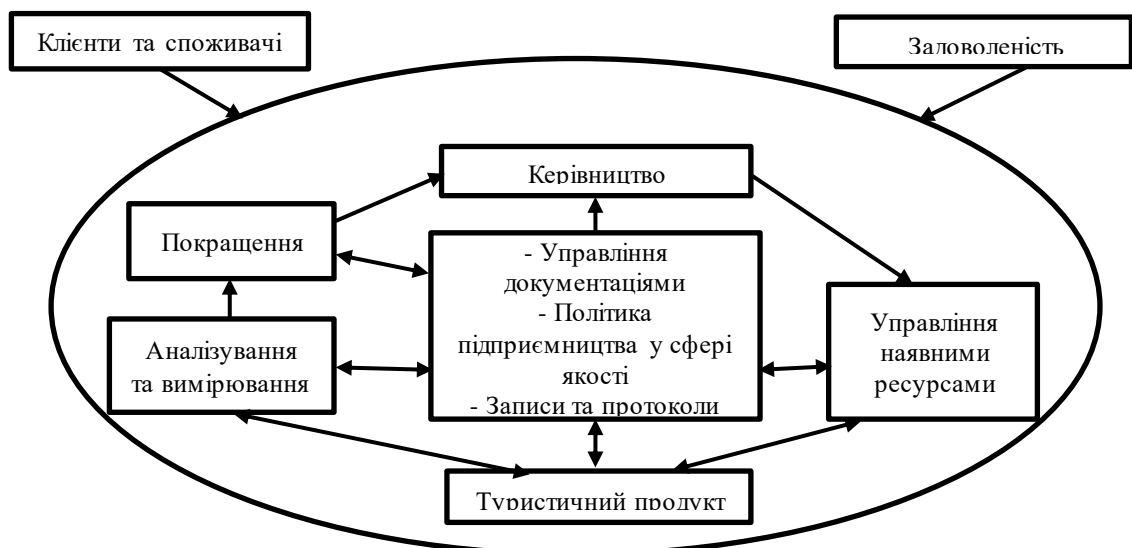 Клієнти та споживачі
Задоволеність
Керівництво
Покращення
- Управління
документаціями
- Політика
підприємництва у сфері
якості
- Записи та протоколи
Управління
наявними
ресурсами
Аналізування
та вимірювання
Туристичний продукт